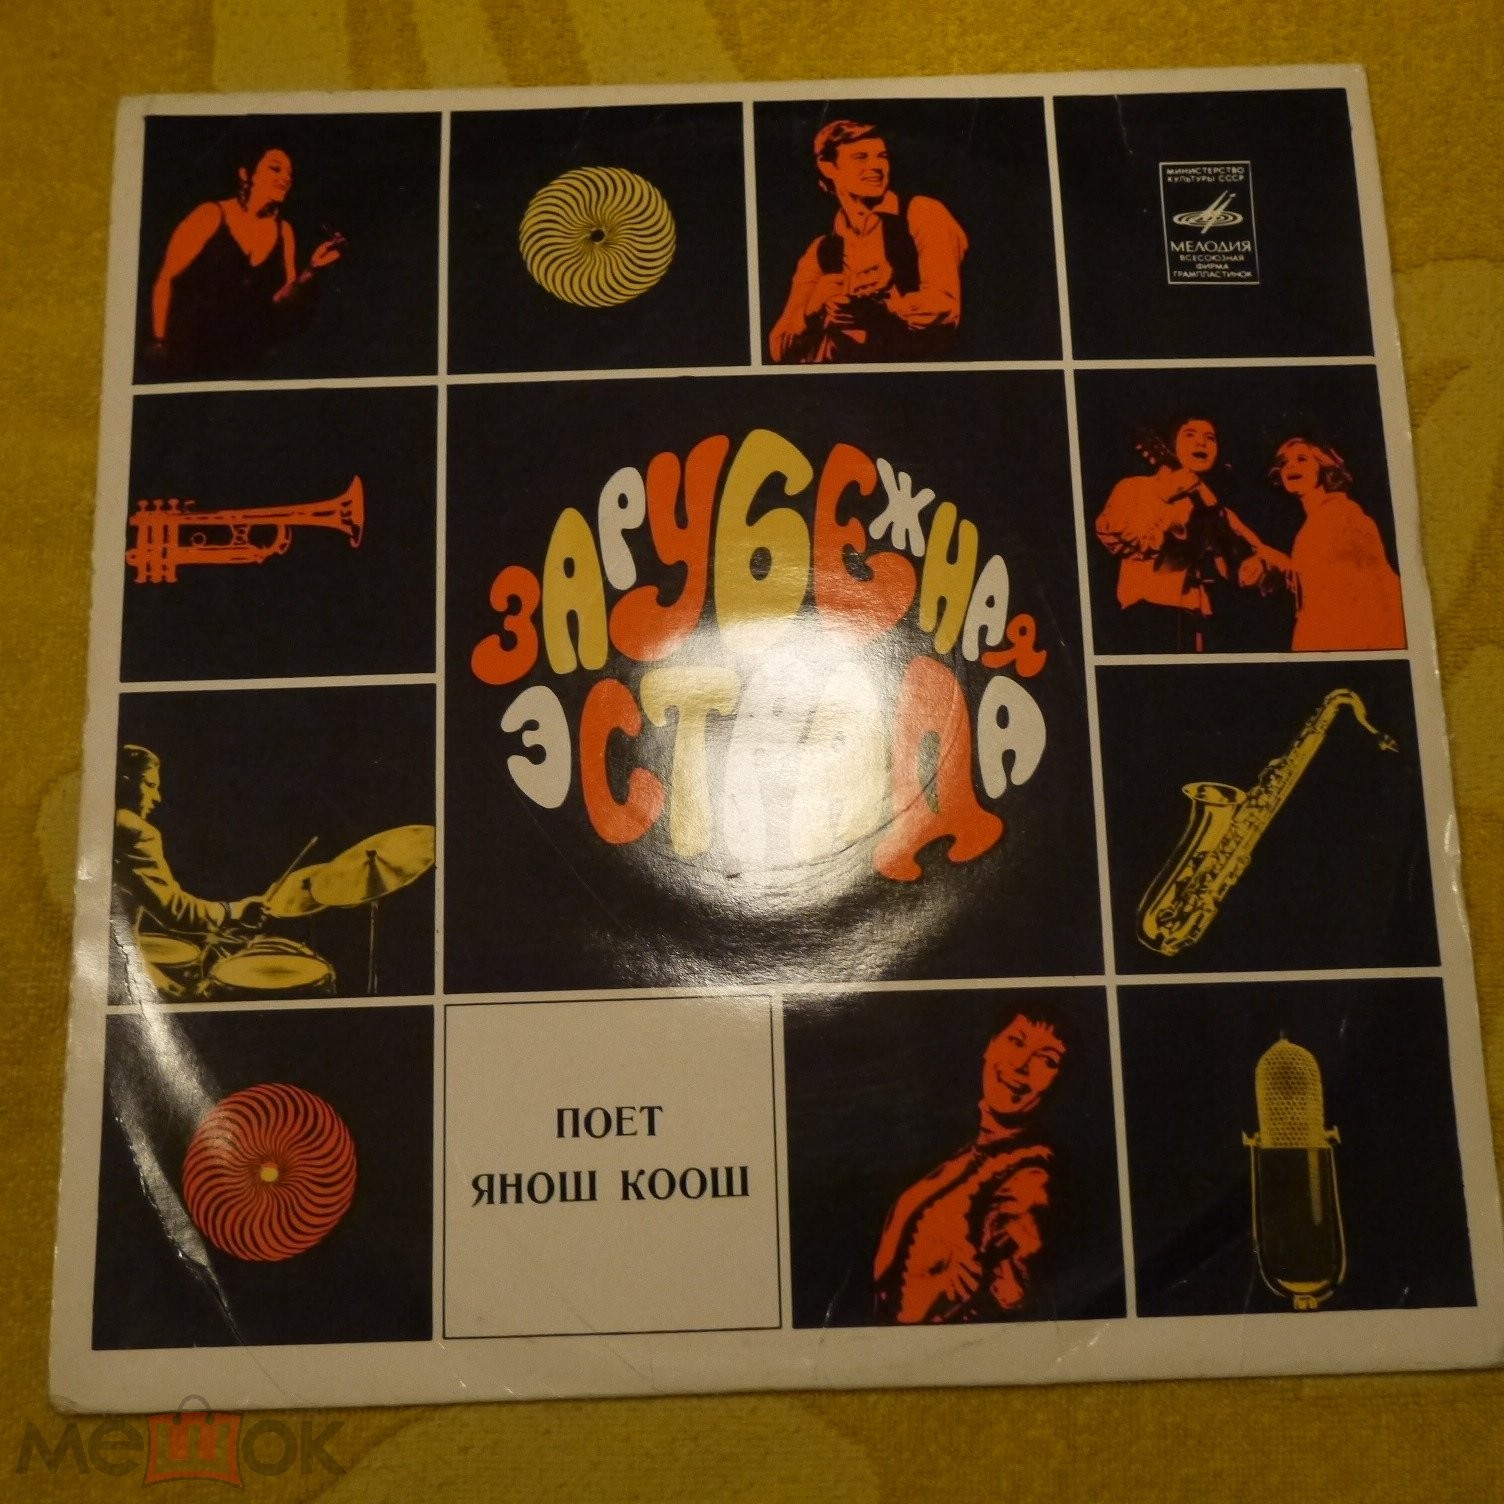 МИНИСТЕРСТВО
КУЛЬТУРЫ СССР
МЕЛОДИЯ
ВСЕСОЮЗНАЯ
ФИРМА
ГРАМПЛАСТИНОК
ЗАРУБЕЖНАЯ
ЭСТРАДА
ПОЕТ
ЯНОШ КООШ
мешок